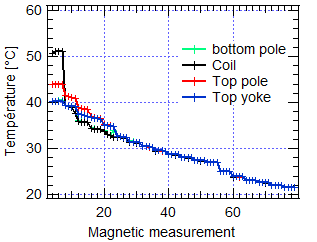 60
50
40
30
20
Température [°C]
bottom pole
Coil
Top pole
Top yoke
20
40
60
Magnetic measurement